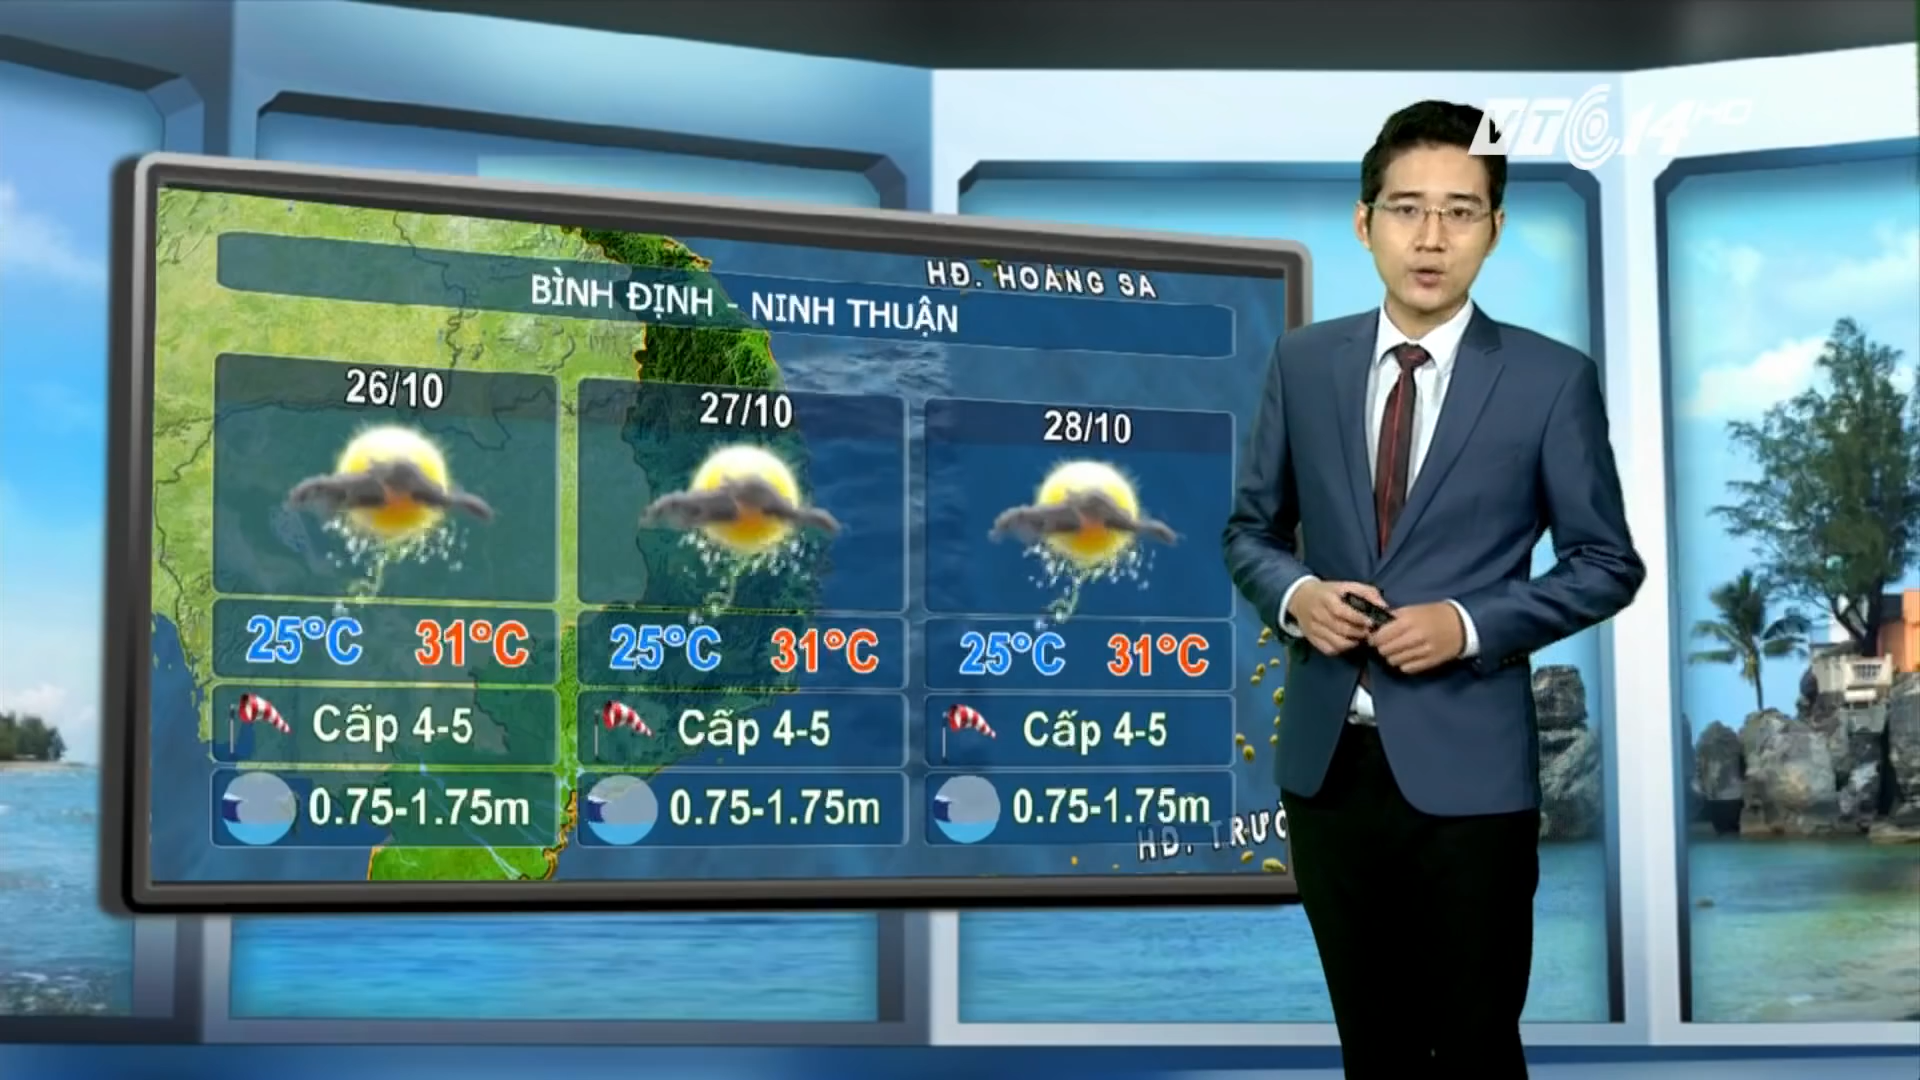 VTC14 HD
HĐ. HOÀNG SA
BÌNH ĐỊNH - NINH THUẬN
26/10
27/10
28/10
25°C 31°C
25°C 31°C
25°C 31°C
Cấp 4-5
Cấp 4-5
Cấp 4-5
0.75-1.75m
0.75-1.75m
0.75-1.75m
HĐ.